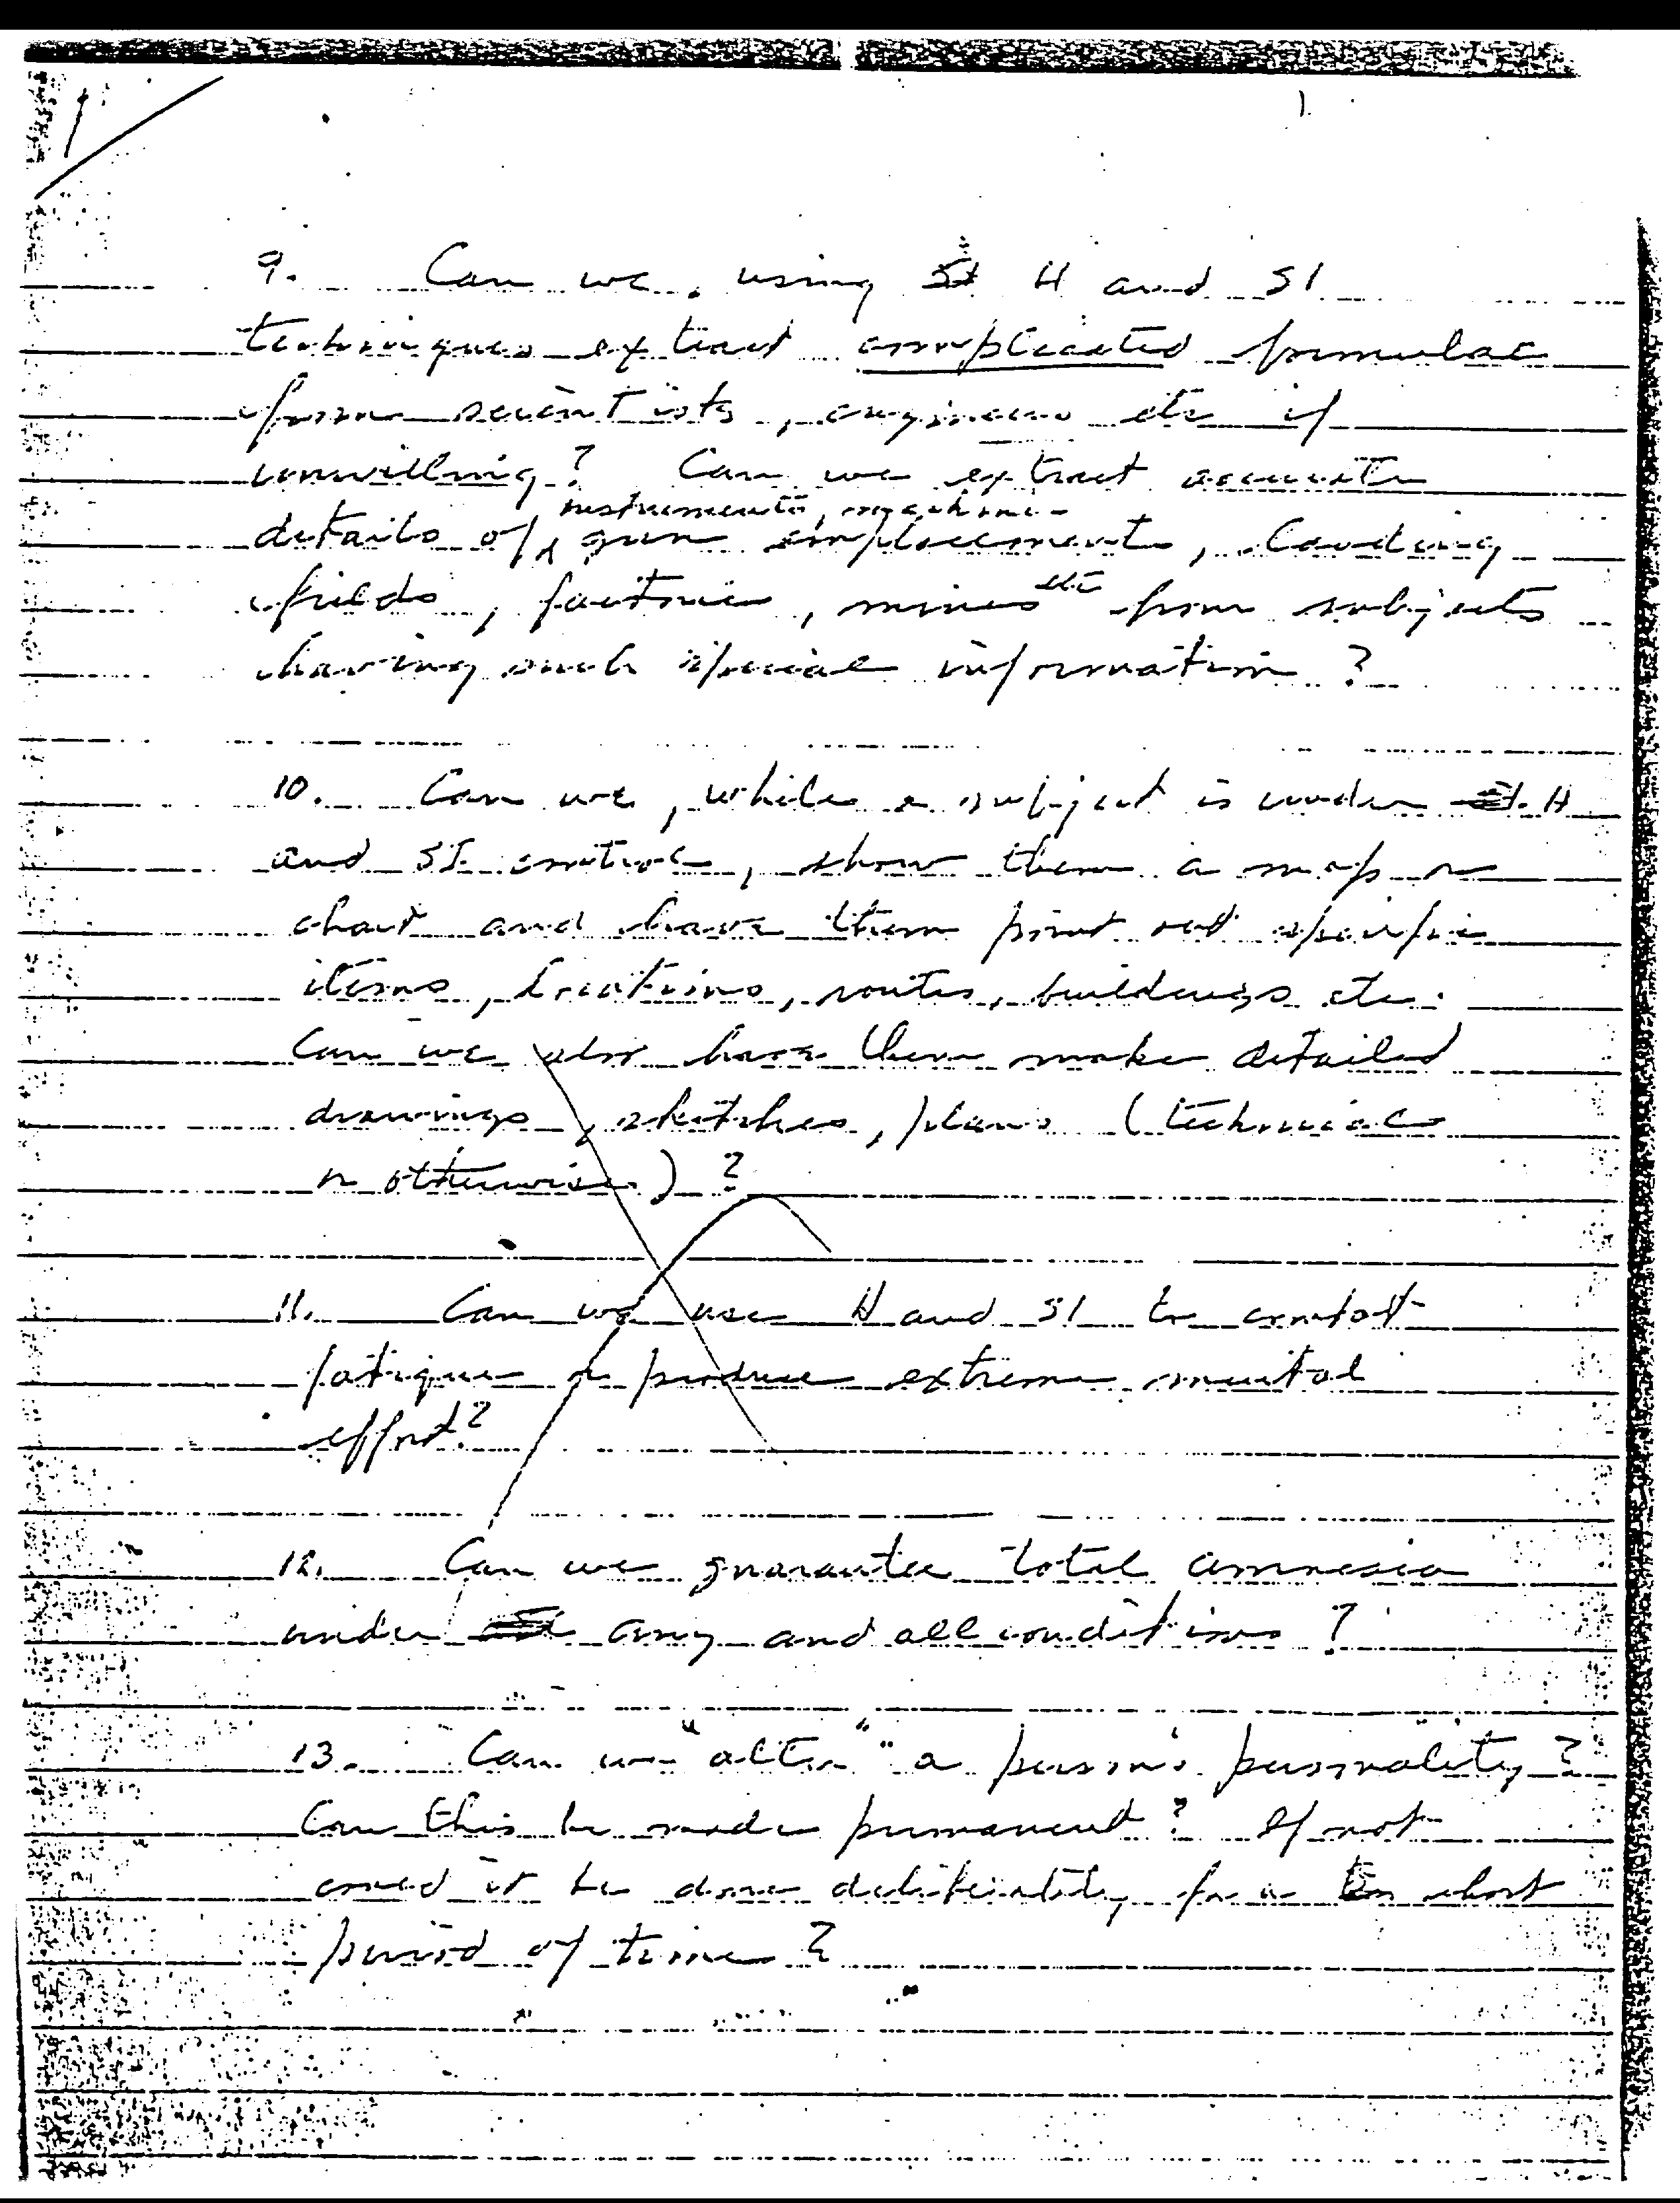 9. Can we, using H and SI
techniques extract complicated formulae
from scientists, engineers etc if
unwilling? Can we extract accurate
instruments, machine
details of gun emplacements, landing
etc
fields, factories, mines from subjects
having such special information?
10. Can we, while a subject is under H
and SI control, show them a map or
chart and have them point out specific
items, locations, routes, buildings etc.
Can we also have them make detailed
drawings, sketches, plans (technical
or otherwise)?
11. Can we use H and SI to combat
fatigue or produce extreme mental
effort?
12. Can we guarantee total amnesia
under any and all conditions?
13. Can we "alter" a person's personality?
Can this be made permanent? If not
could it be done deliberately for a short
period of time?